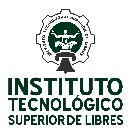 INSTITUTO
TECNOLÓGICO
SUPERIOR DE LIBRES